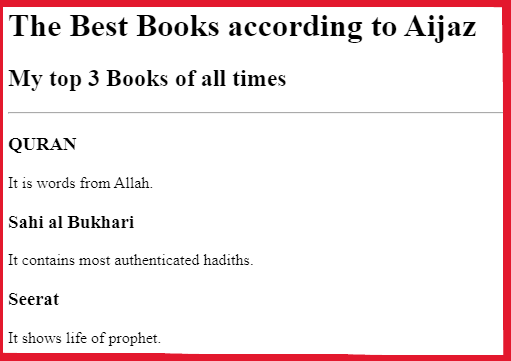 The Best Books according to Aijaz
My top 3 Books of all times
QURAN
It is words from Allah.
Sahi al Bukhari
It contains most authenticated hadiths.
Seerat
It shows life of prophet.